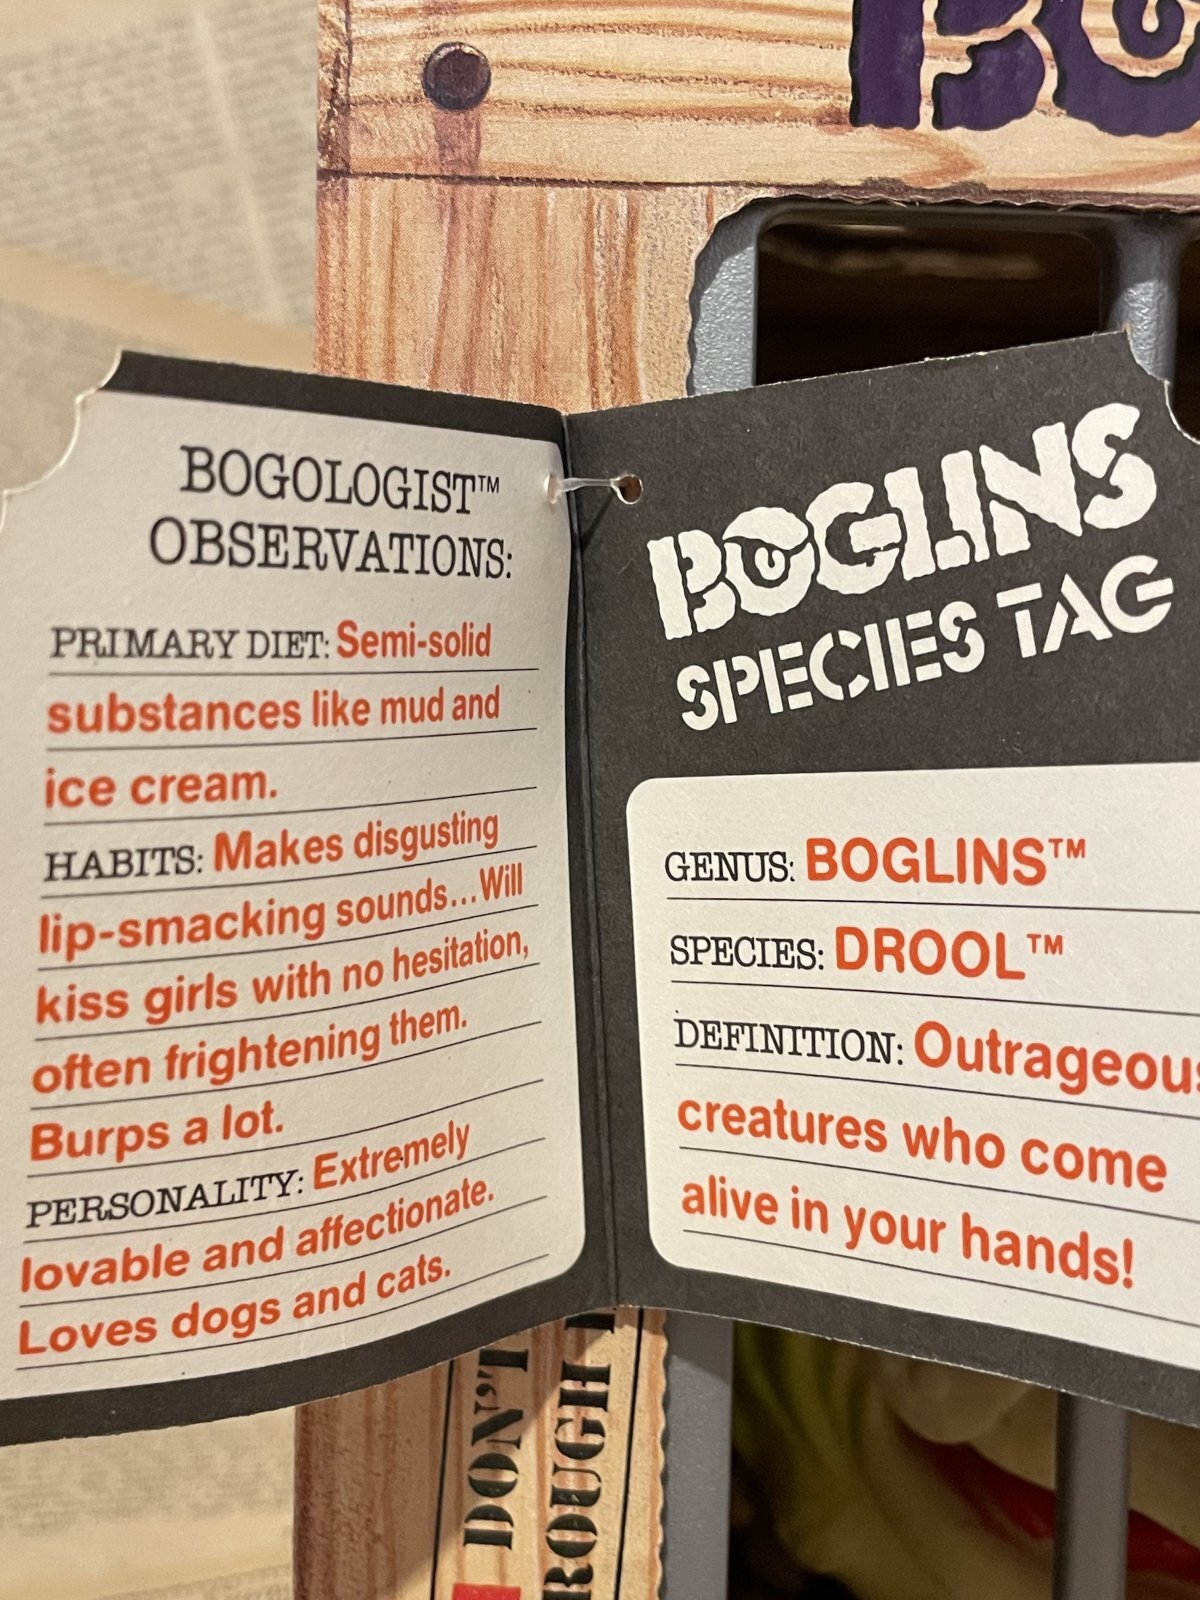 BO
BOGOLOGIST™
OBSERVATIONS:
PRIMARY DIET: Semi-solid
substances like mud and
ice cream.
HABITS: Makes disgusting
lip-smacking sounds...Will
kiss girls with no hesitation,
often frightening them.
Burps a lot.
PERSONALITY: Extremely
lovable and affectionate.
Loves dogs and cats.
BOGLINS
SPECIES TAG
GENUS: BOGLINS™
SPECIES: DROOL™
DEFINITION: Outrageous
creatures who come
alive in your hands!
DON'T
ROUGH